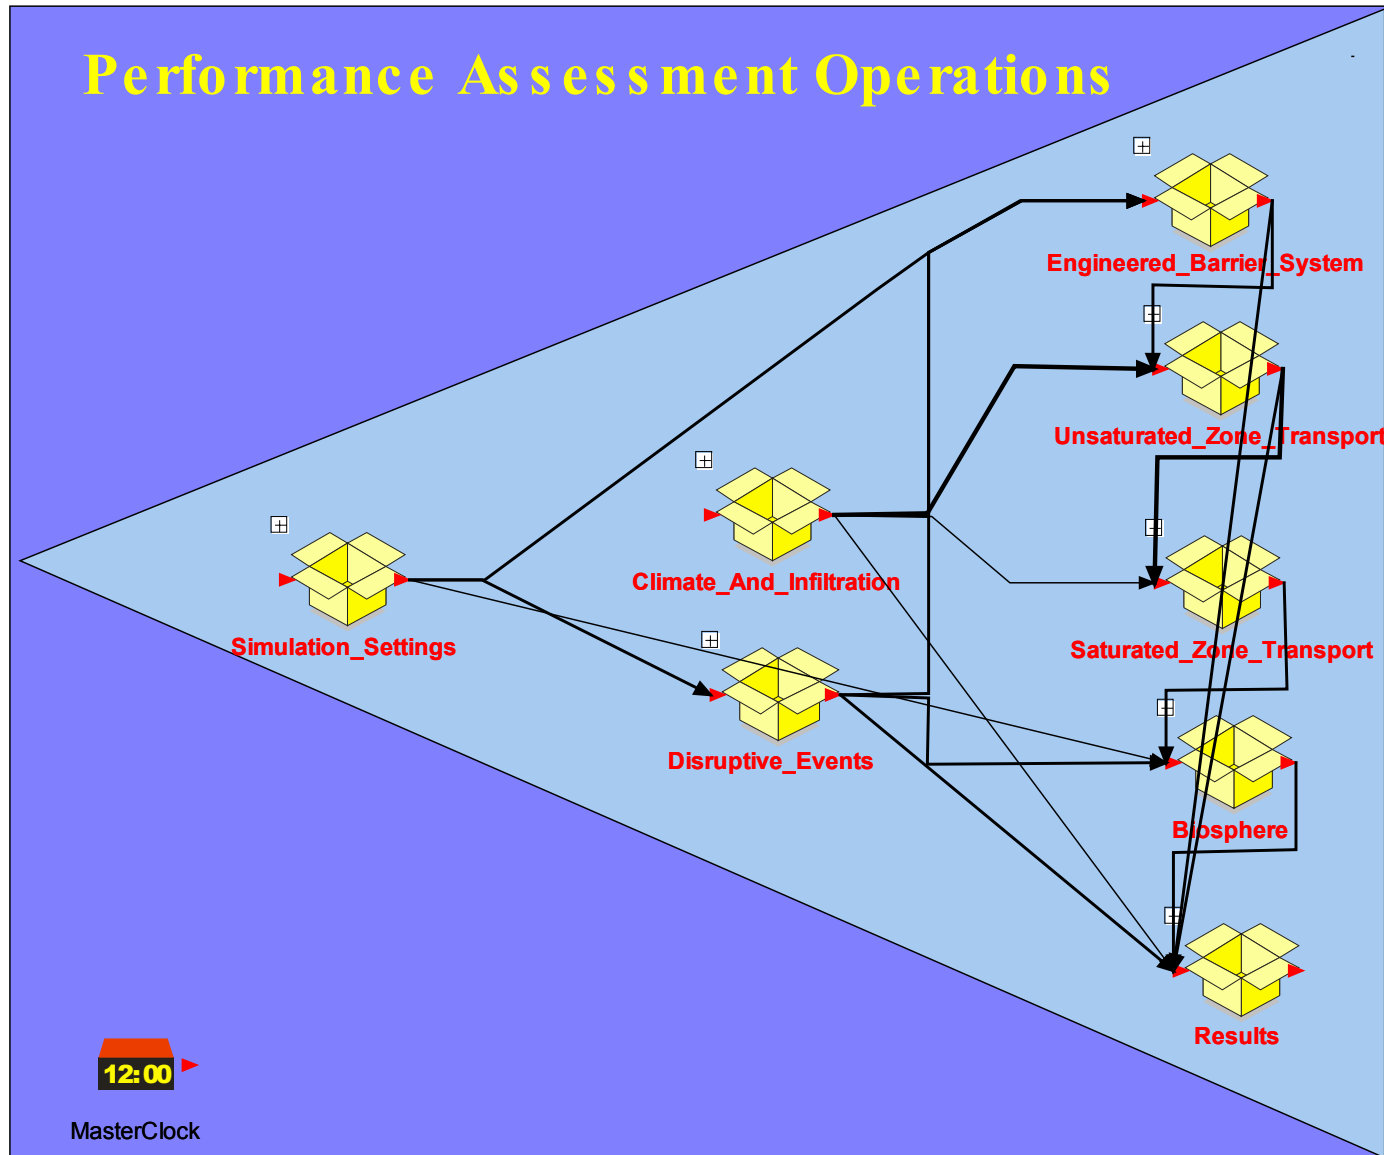 Performance Assessment Operations
Engineered_Barrier_System
Unsaturated_Zone_Transport
Climate_And_Infiltration
Simulation_Settings
Saturated_Zone_Transport
Disruptive_Events
Biosphere
Results
12:00
MasterClock